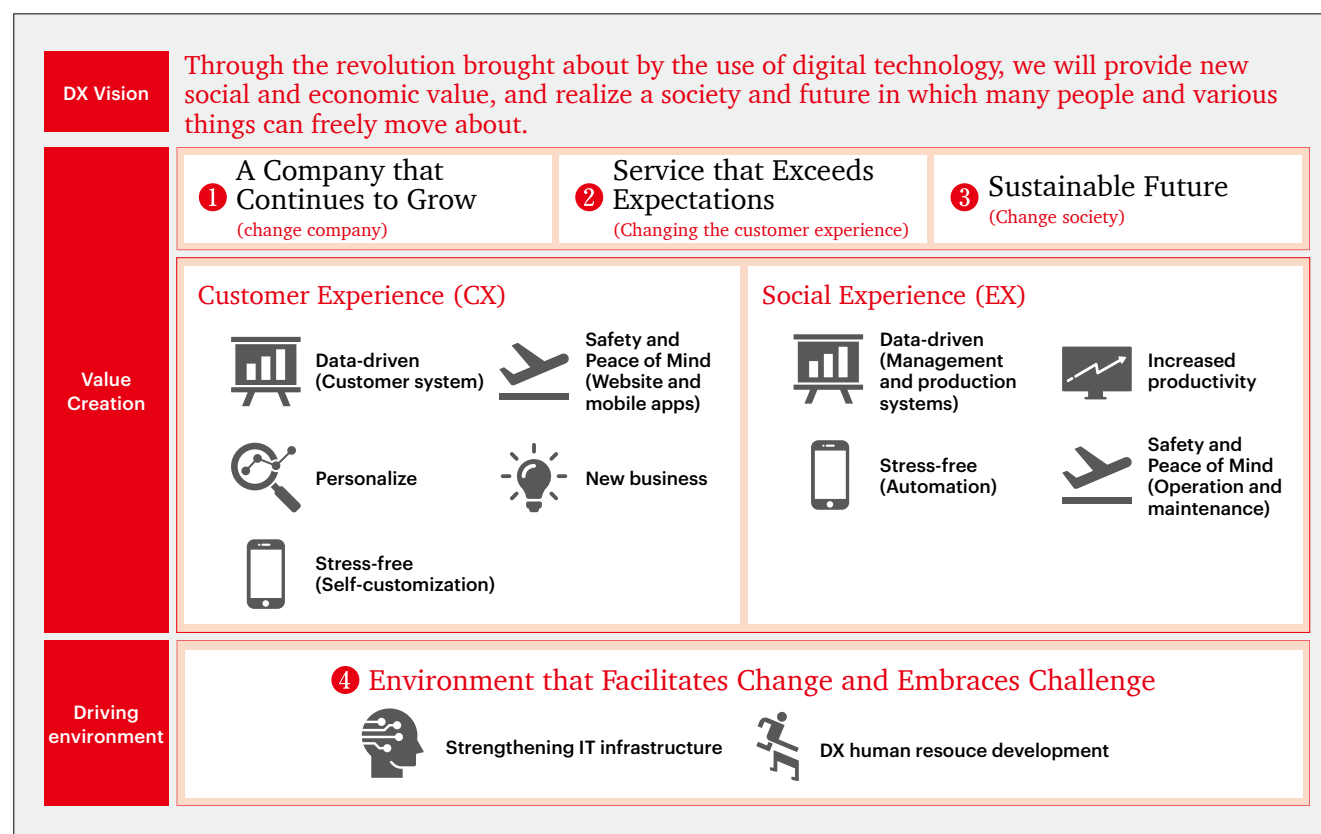 DX Vision
Through the revolution brought about by the use of digital technology, we will provide new
social and economic value, and realize a society and future in which many people and various
things can freely move about.
Value
Creation
1
A Company that
Continues to Grow
(change company)
2
Service that Exceeds
Expectations
(Changing the customer experience)
3
Sustainable Future
(Change society)
Customer Experience (CX)
Data-driven
(Customer system)
Safety and
Peace of Mind
(Website and
mobile apps)
Personalize
New business
Stress-free
(Self-customization)
Social Experience (EX)
Data-driven
(Management
and production
systems)
Increased
productivity
Stress-free
(Automation)
Safety and
Peace of Mind
(Operation and
maintenance)
Driving
environment
4 Environment that Facilitates Change and Embraces Challenge
Strengthening IT infrastructure
DX human resouce development